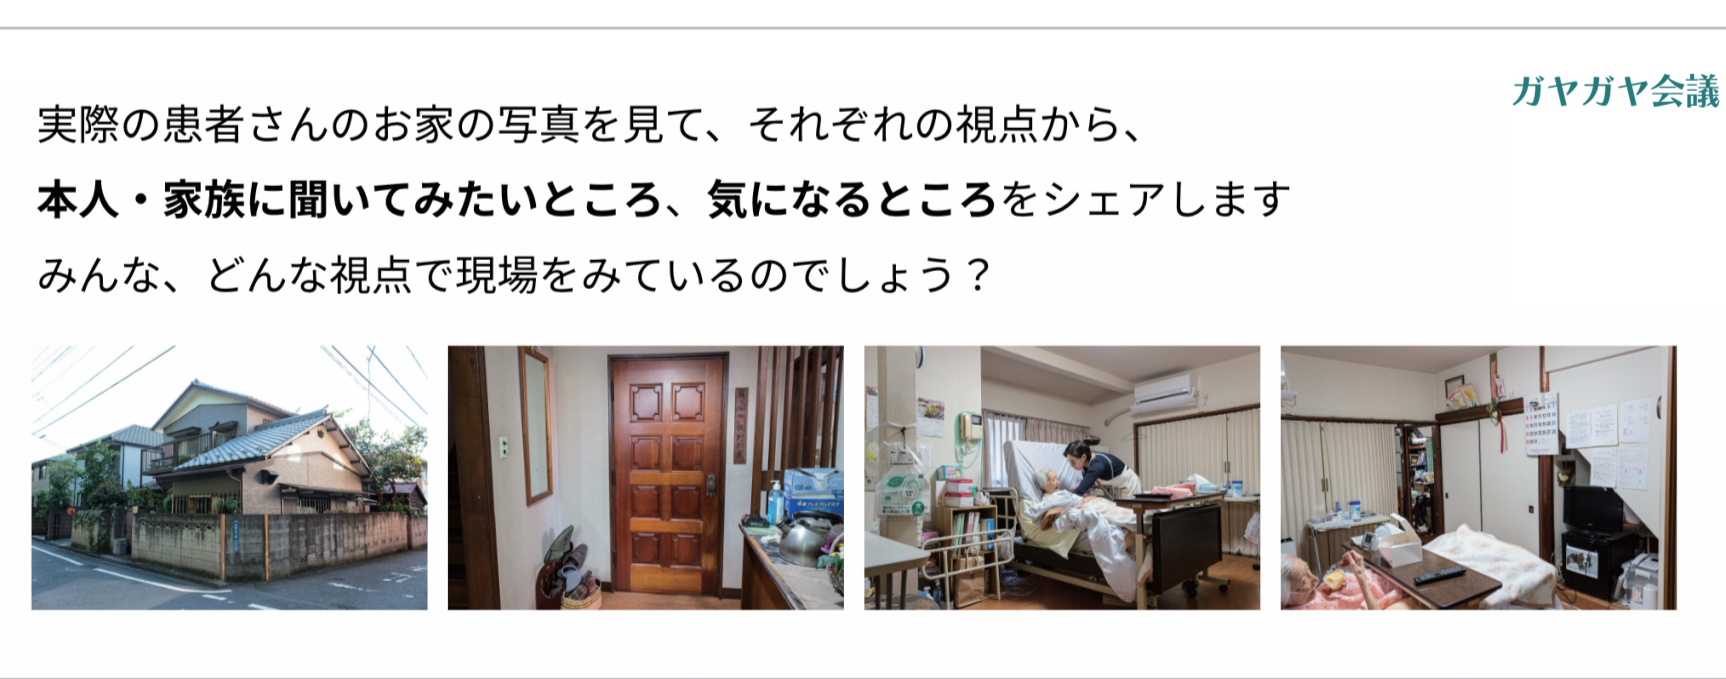 ガヤガヤ会議
実際の患者さんのお家の写真を見て、それぞれの視点から、
本人・家族に聞いてみたいところ、気になるところをシェアします
みんな、どんな視点で現場をみているのでしょう？